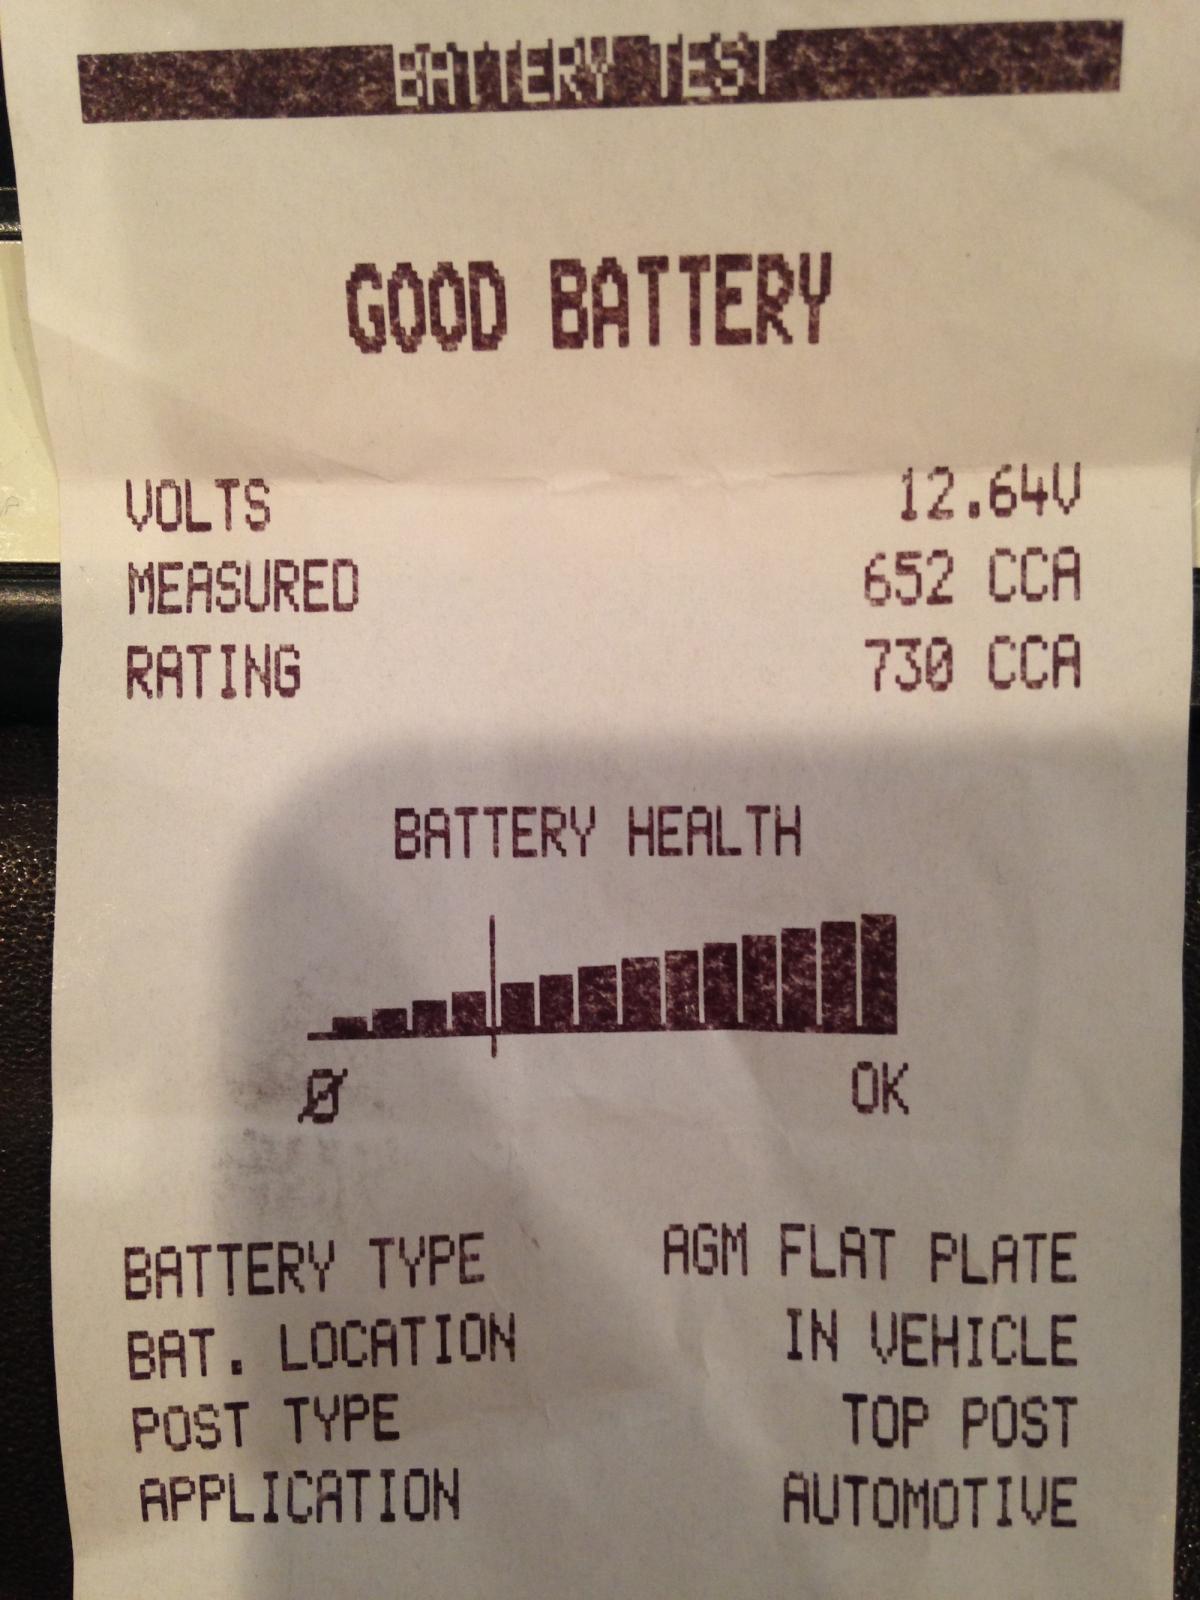 BATTERY TEST
GOOD BATTERY
VOLTS 12.64V
MEASURED 652 CCA
RATING 730 CCA
BATTERY HEALTH
0 OK
BATTERY TYPE AGM FLAT PLATE
BAT. LOCATION IN VEHICLE
POST TYPE TOP POST
APPLICATION AUTOMOTIVE